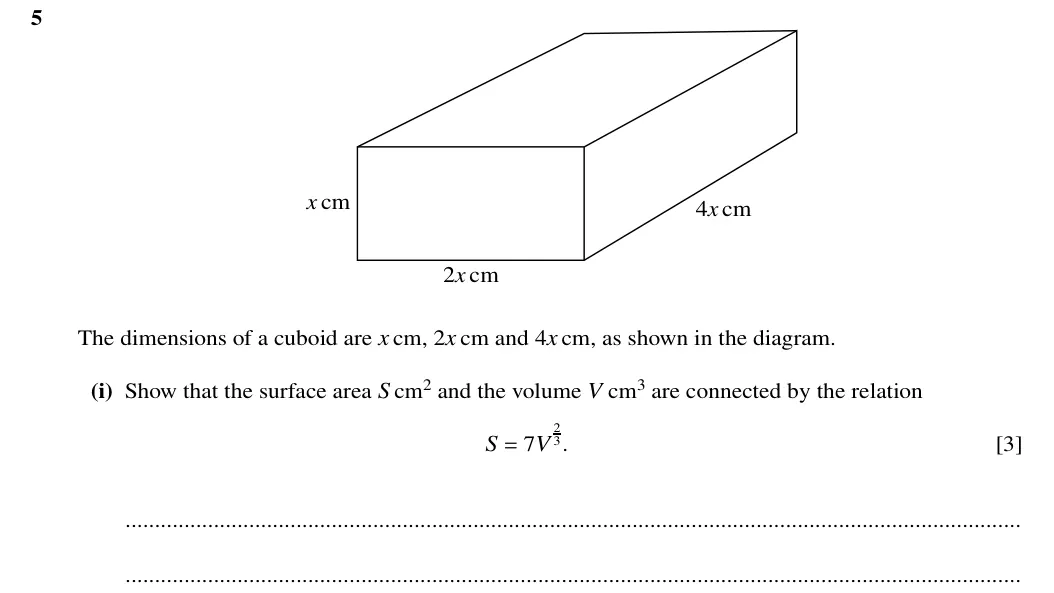 5
x cm
4x cm
2x cm
The dimensions of a cuboid are x cm, 2x cm and 4x cm, as shown in the diagram.
(i) Show that the surface area S cm² and the volume V cm³ are connected by the relation
S = 7V^(2/3). [3]